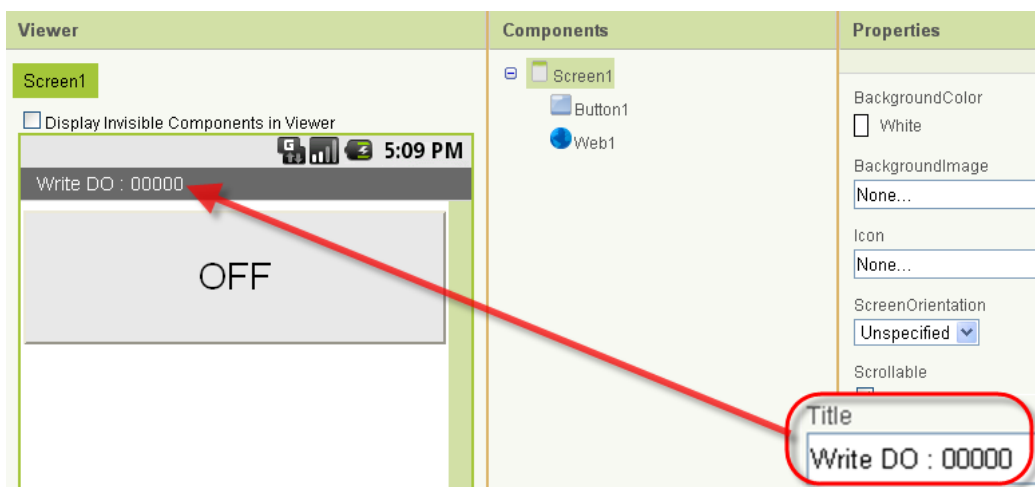 Viewer
Screen1
Display Invisible Components in Viewer
5:09 PM
Write DO : 00000
OFF
Components
Screen1
Button1
Web1
Properties
BackgroundColor
White
BackgroundImage
None...
Icon
None...
ScreenOrientation
Unspecified
Scrollable
Title
Write DO : 00000